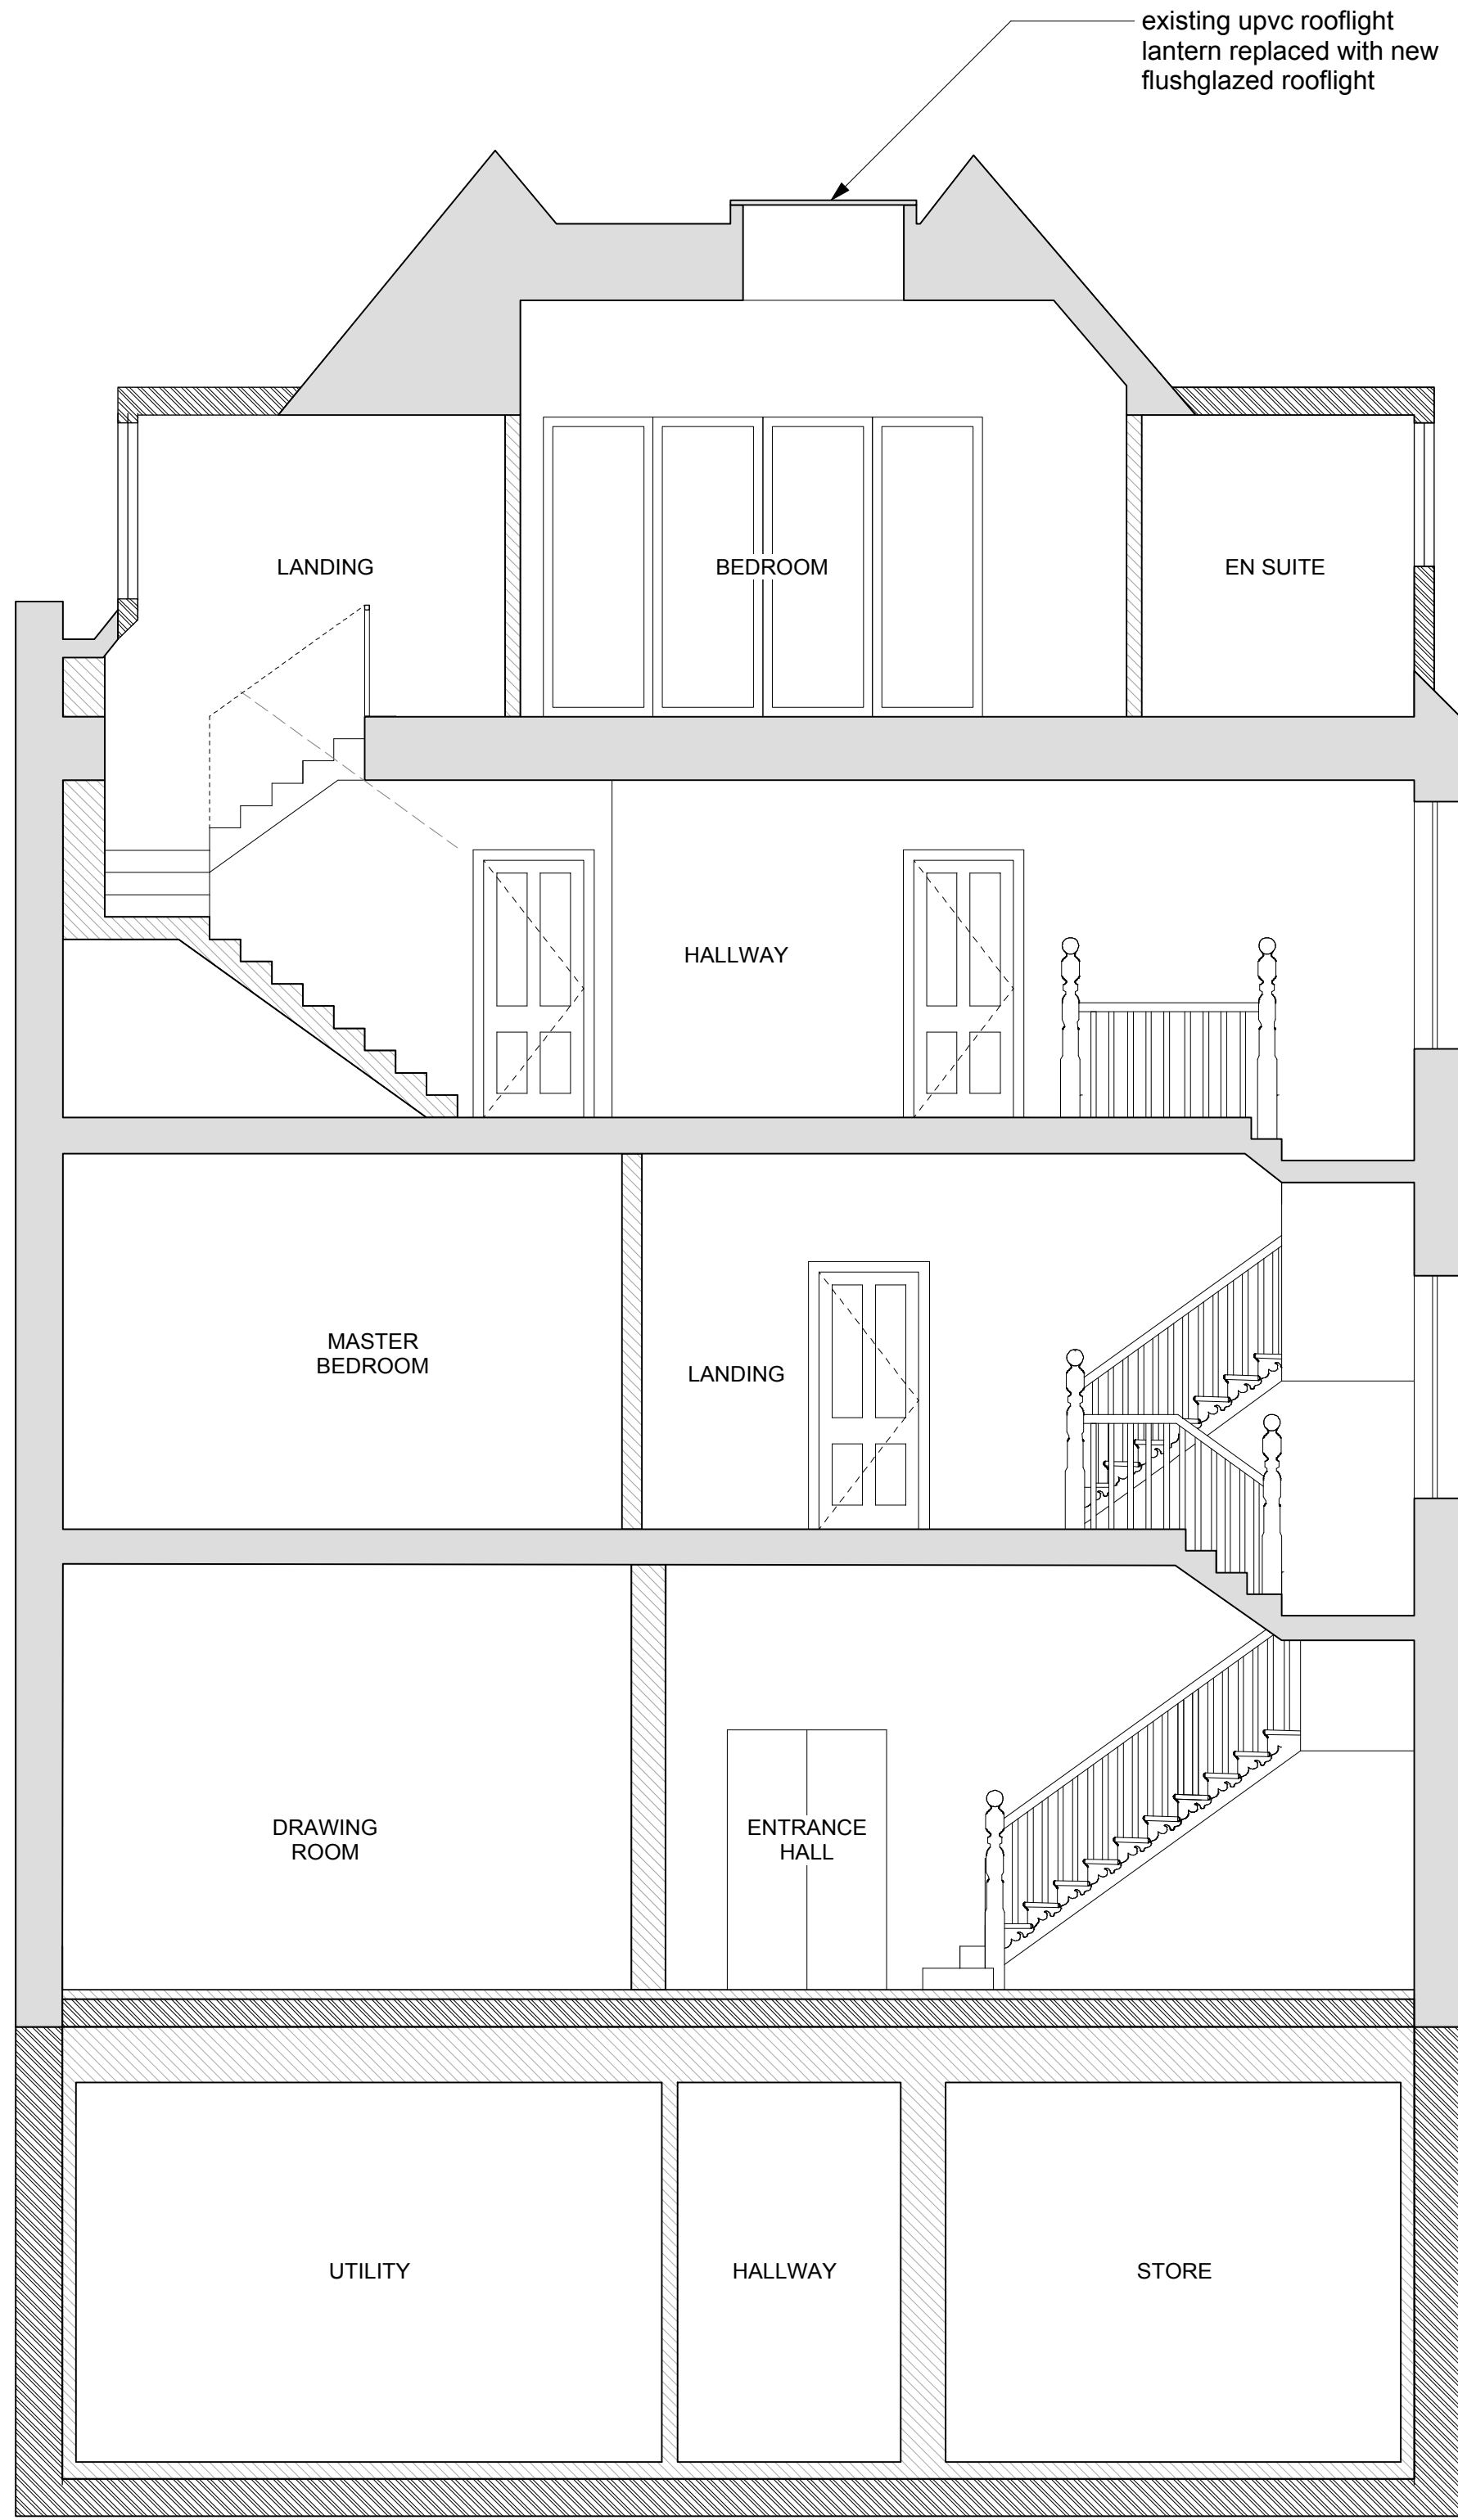 existing upvc rooflight
lantern replaced with new
flushglazed rooflight
LANDING
BEDROOM
EN SUITE
HALLWAY
MASTER
BEDROOM
LANDING
DRAWING
ROOM
ENTRANCE
HALL
UTILITY
HALLWAY
STORE